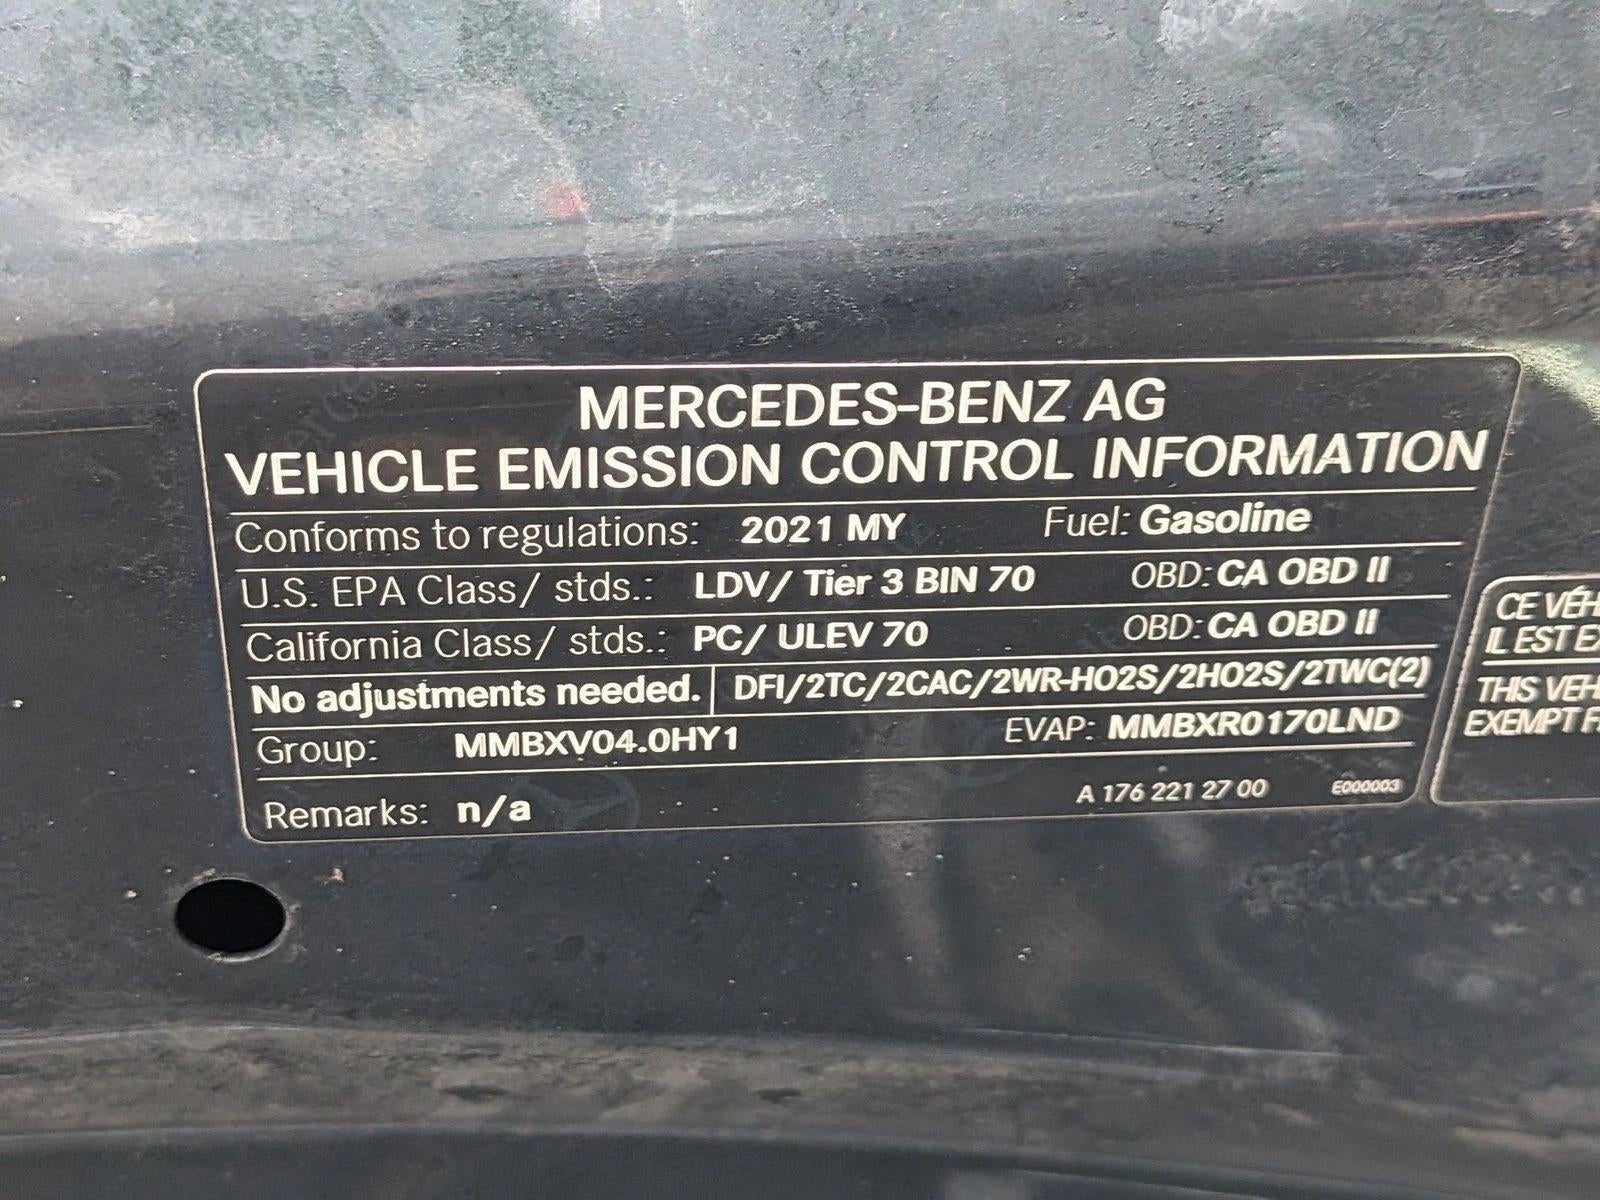 MERCEDES-BENZ AG
VEHICLE EMISSION CONTROL INFORMATION
Conforms to regulations: 2021 MY Fuel: Gasoline
U.S. EPA Class/ stds.: LDV/ Tier 3 BIN 70 OBD: CA OBD II
California Class/ stds.: PC/ ULEV 70 OBD: CA OBD II
No adjustments needed. DFI/2TC/2CAC/2WR-HO2S/2HO2S/2TWC(2)
Group: MMBXV04.0HY1 EVAP: MMBXR0170LND
Remarks: n/a A 176 221 27 00 E000003
CE VÉH
IL EST EX
THIS VEH
EXEMPT F